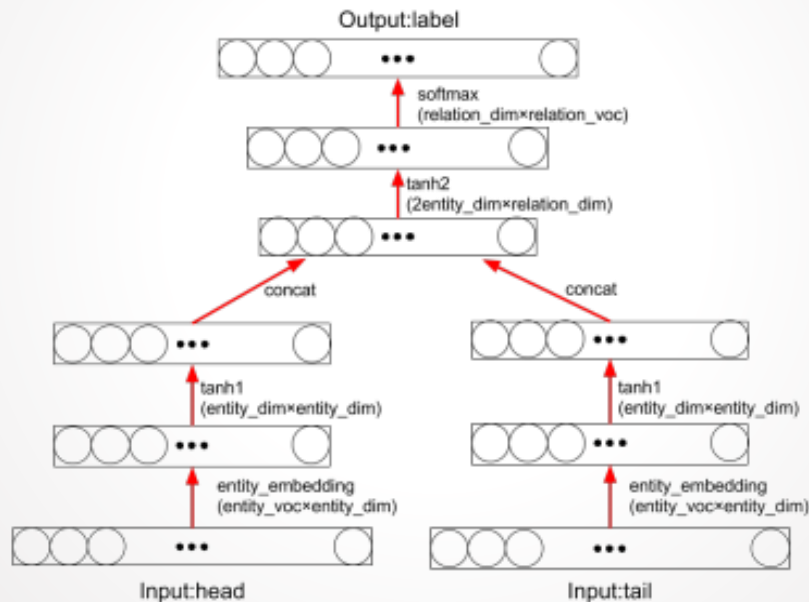 Output:label
softmax
(relation_dim×relation_voc)
tanh2
(2entity_dim×relation_dim)
concat
concat
tanh1
(entity_dim×entity_dim)
tanh1
(entity_dim×entity_dim)
entity_embedding
(entity_voc×entity_dim)
entity_embedding
(entity_voc×entity_dim)
Input:head
Input:tail